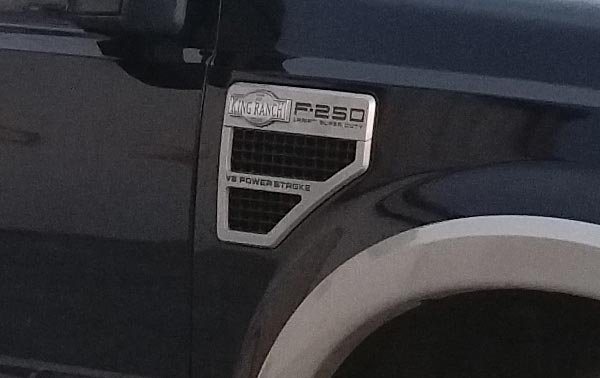 KING RANCH
F-250
LARIAT SUPER DUTY
V8 POWER STROKE